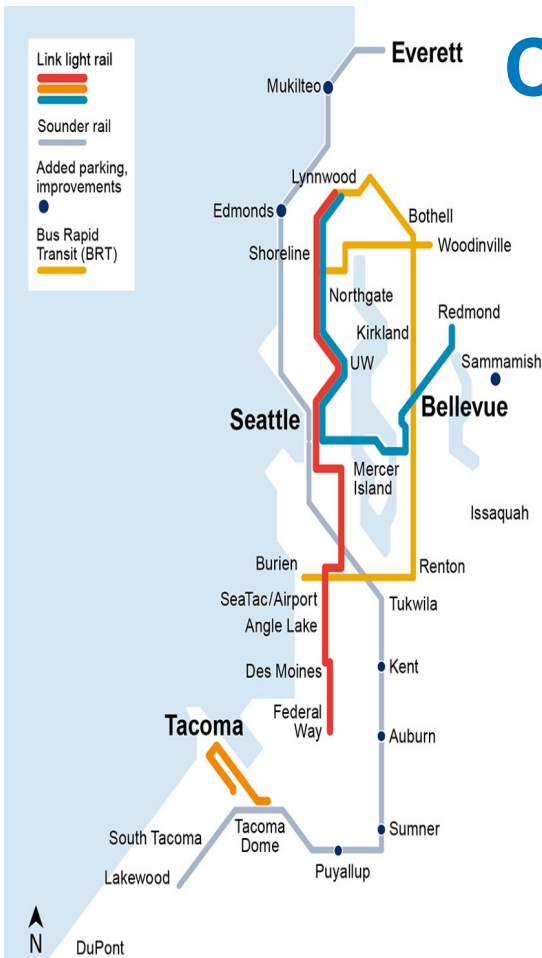 C
Everett
Link light rail
Mukilteo
Sounder rail
Added parking,
improvements
Bus Rapid
Transit (BRT)
Lynnwood
Edmonds
Bothell
Shoreline
Woodinville
Northgate
Redmond
Kirkland
UW
Sammamish
Seattle
Bellevue
Mercer
Island
Issaquah
Burien
Renton
SeaTac/Airport
Tukwila
Angle Lake
Des Moines
Kent
Federal
Way
Tacoma
Auburn
South Tacoma
Tacoma
Dome
Sumner
Lakewood
Puyallup
N
DuPont